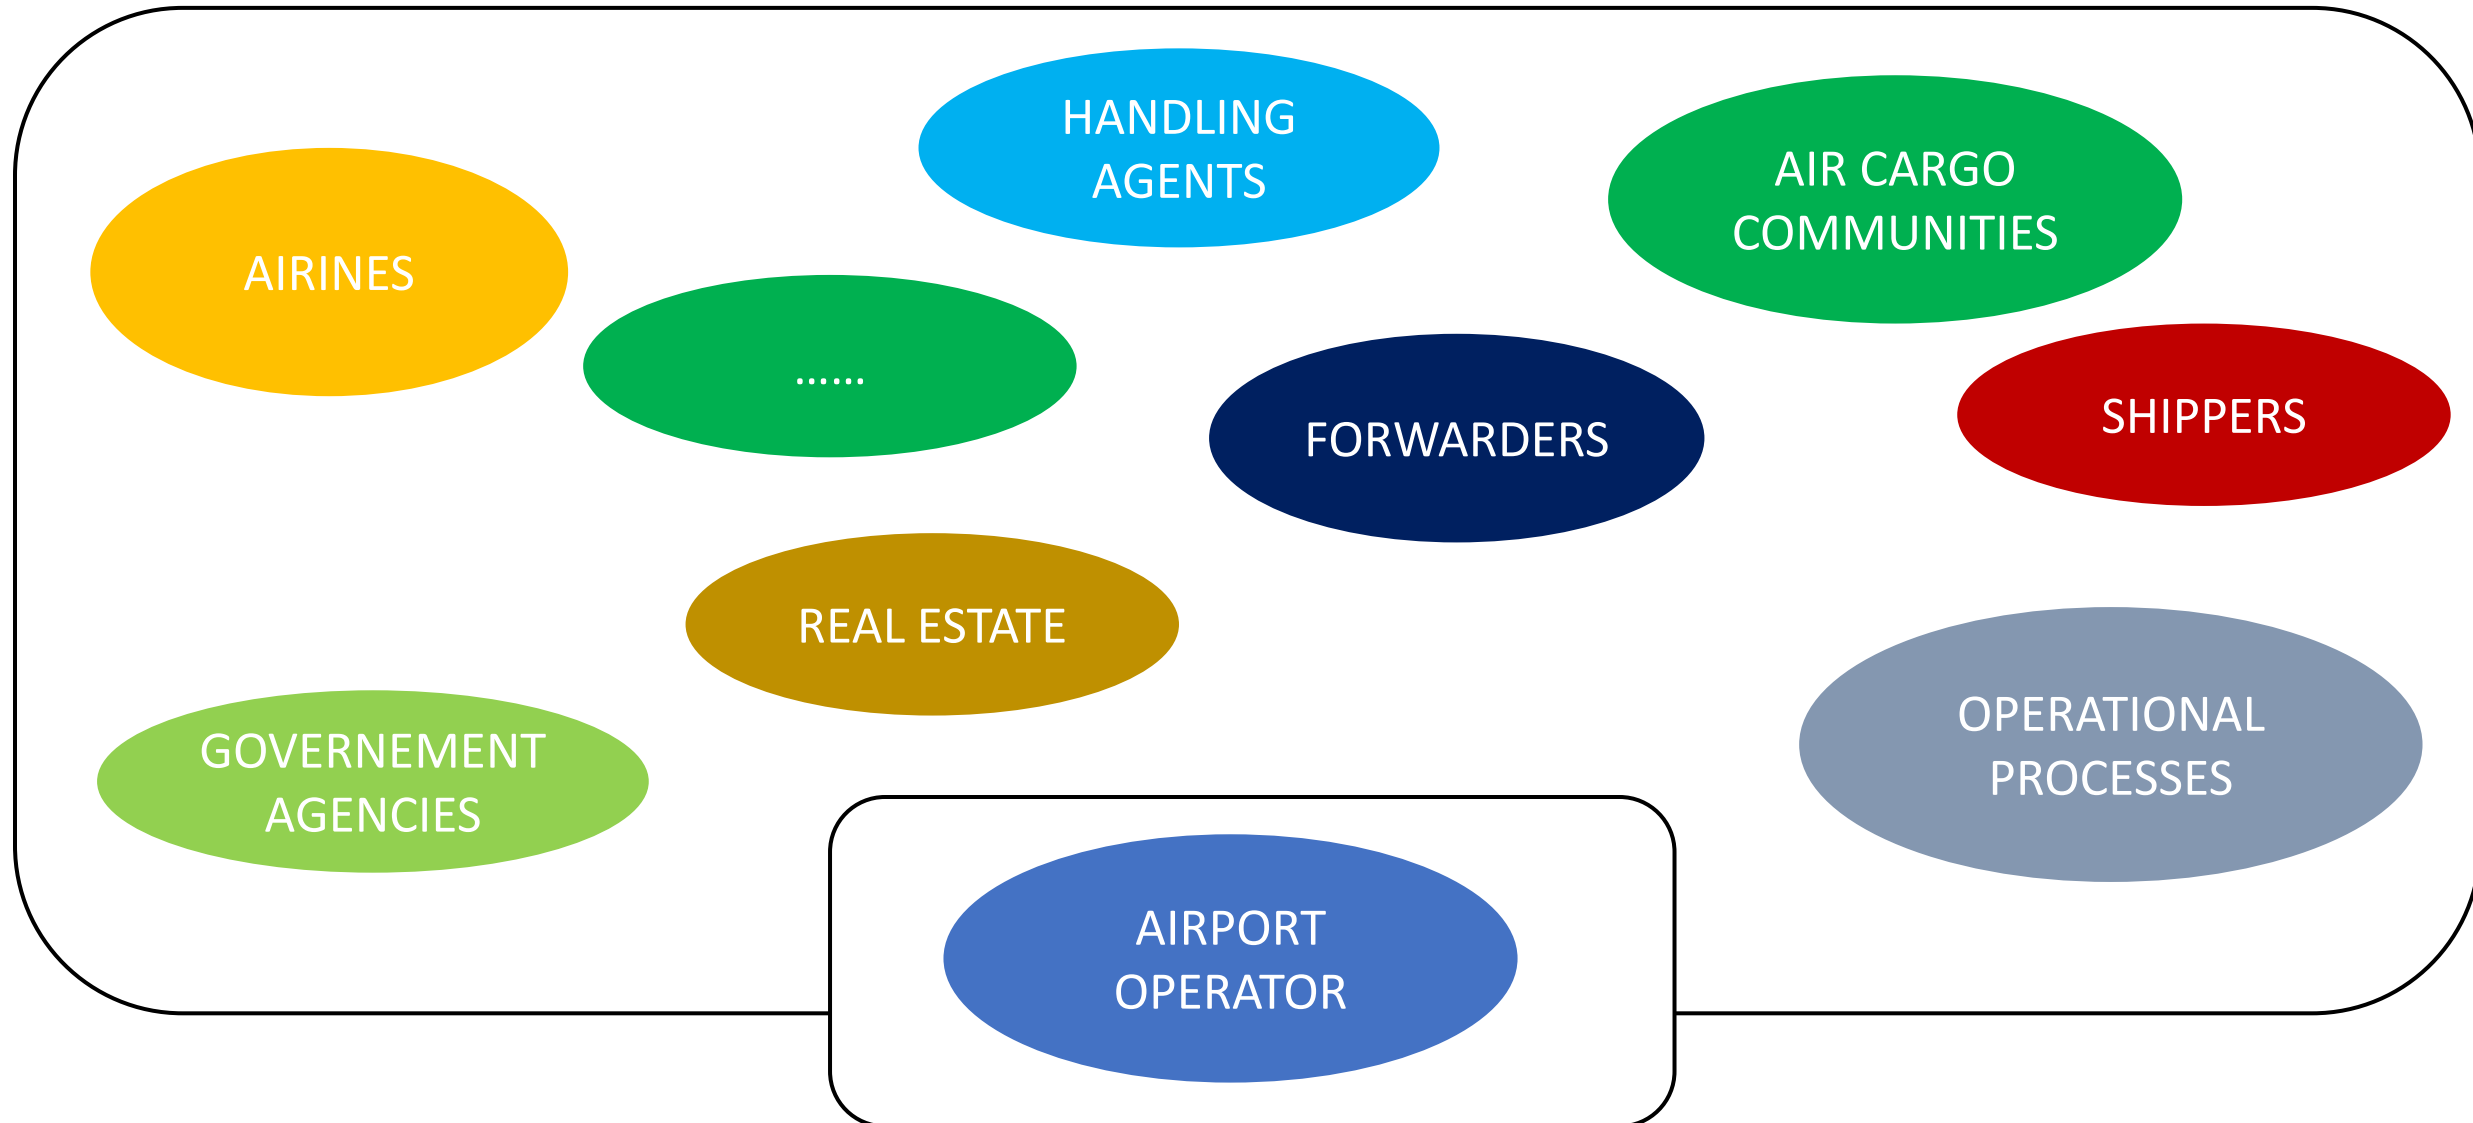 HANDLING
AGENTS
AIR CARGO
COMMUNITIES
AIRINES
......
FORWARDERS
SHIPPERS
REAL ESTATE
GOVERNEMENT
AGENCIES
OPERATIONAL
PROCESSES
AIRPORT
OPERATOR